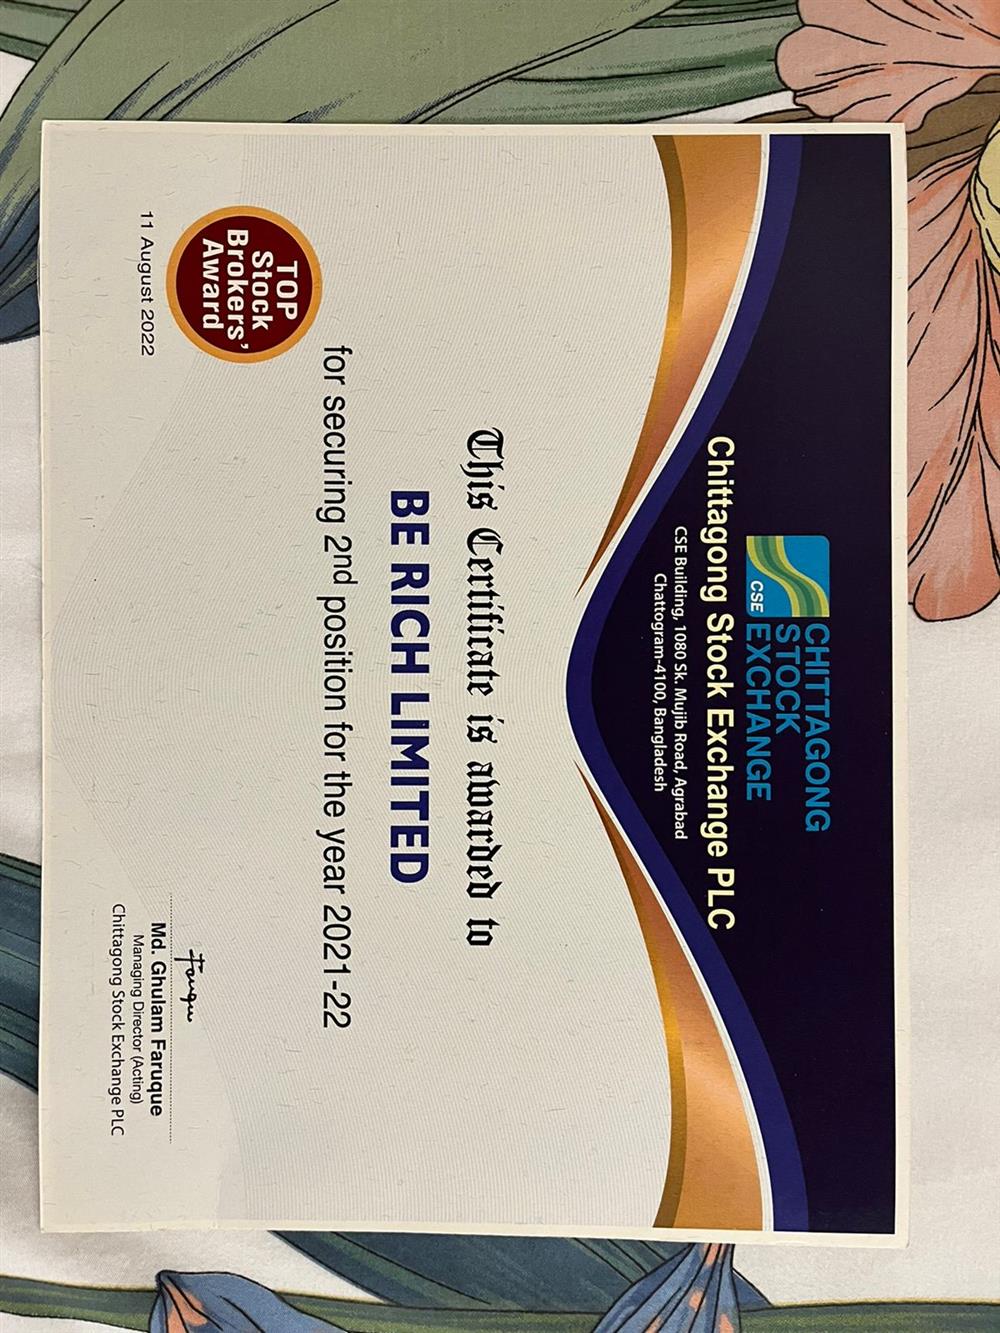 CHITTAGONG
STOCK
EXCHANGE
CSE
Chittagong Stock Exchange PLC
CSE Building, 1080 Sk. Mujib Road, Agrabad
Chattogram-4100, Bangladesh
This Certificate is awarded to
BE RICH LIMITED
for securing 2nd position for the year 2021-22
TOP
Stock
Brokers'
Award
11 August 2022
Md. Ghulam Faruque
Managing Director (Acting)
Chittagong Stock Exchange PLC